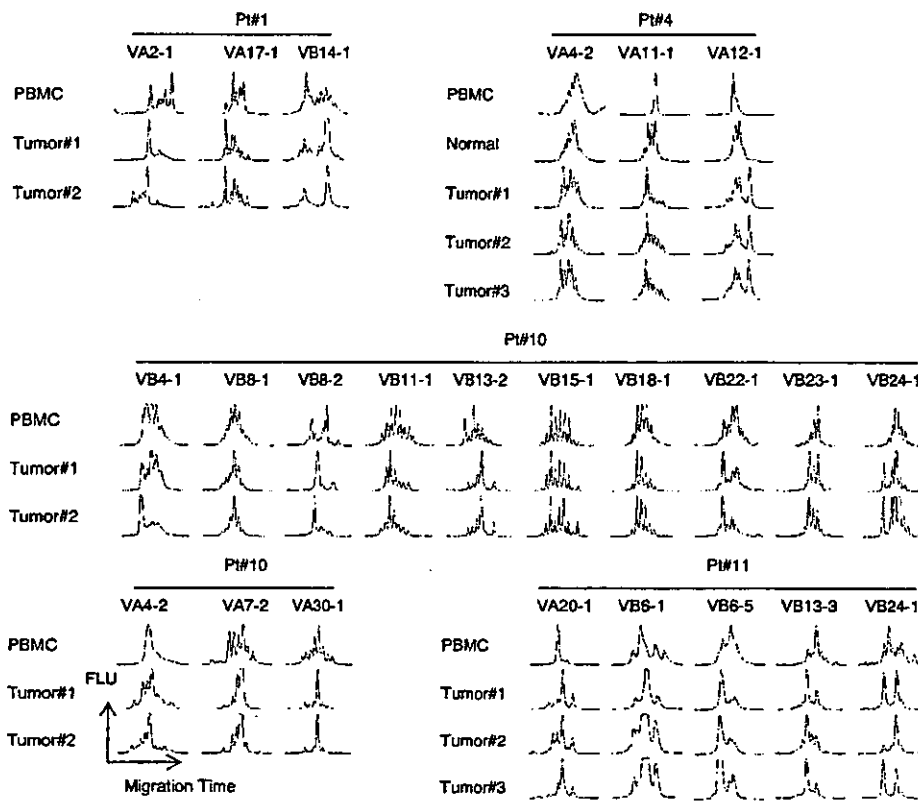 Pt#1
VA2-1 VA17-1 VB14-1
PBMC
Tumor#1
Tumor#2
Pt#4
VA4-2 VA11-1 VA12-1
PBMC
Normal
Tumor#1
Tumor#2
Tumor#3
Pt#10
VB4-1 VB8-1 VB8-2 VB11-1 VB13-2 VB15-1 VB18-1 VB22-1 VB23-1 VB24-1
PBMC
Tumor#1
Tumor#2
Pt#10
VA4-2 VA7-2 VA30-1
PBMC
Tumor#1
Tumor#2
FLU
Migration Time
Pt#11
VA20-1 VB6-1 VB6-5 VB13-3 VB24-1
PBMC
Tumor#1
Tumor#2
Tumor#3